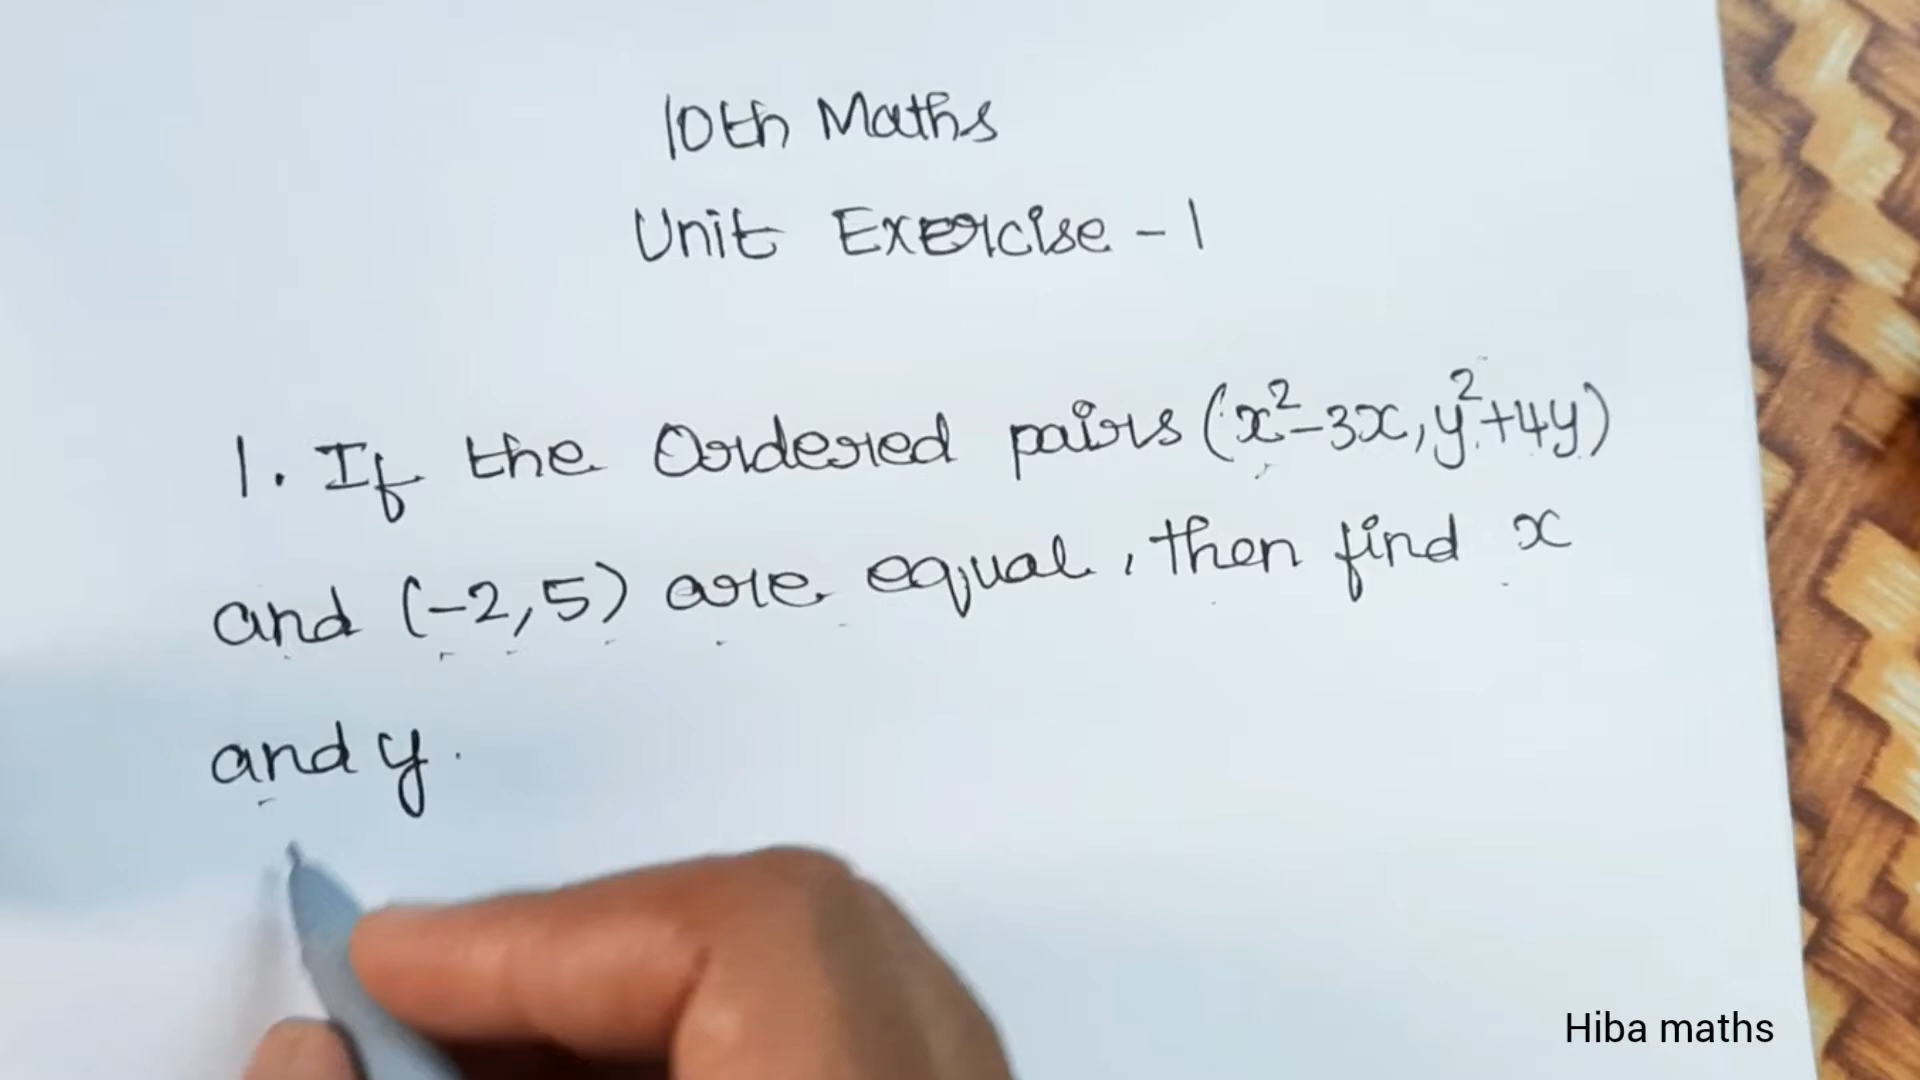 10th Maths
Unit Exercise - 1
1. If the Ordered pairs (x²-3x, y²+4y)
and (-2, 5) are equal, then find x
and y.
Hiba maths